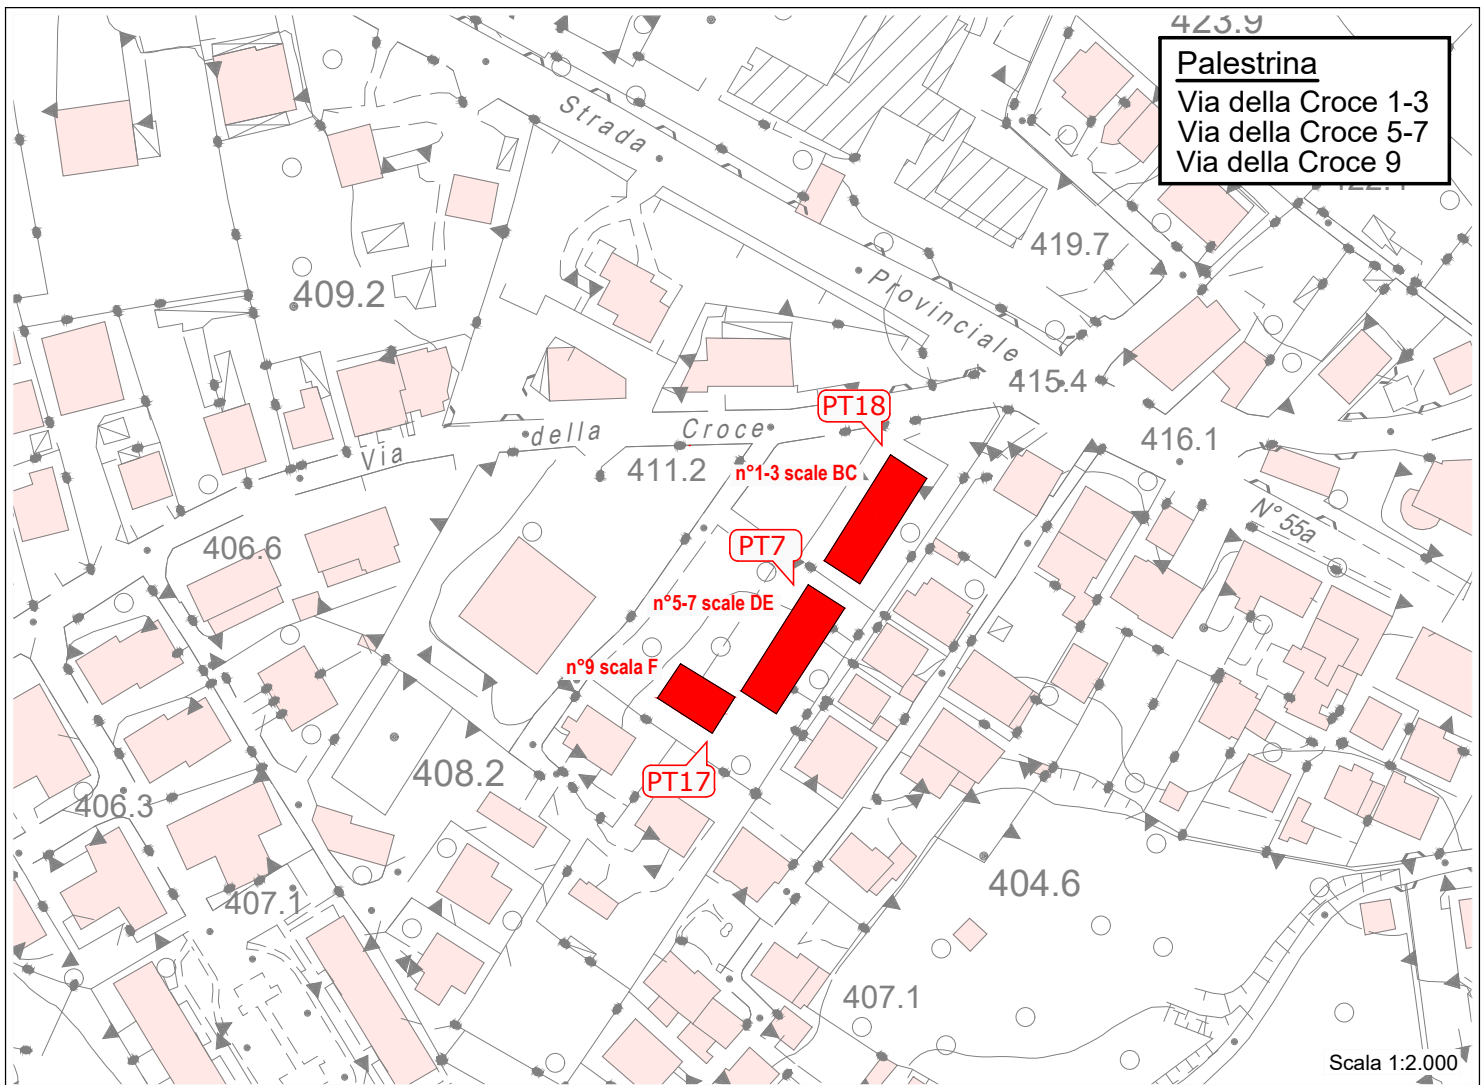 423.9
Palestrina
Via della Croce 1-3
Via della Croce 5-7
Via della Croce 9
Strada
419.7
409.2
Provinciale
415.4
PT18
416.1
Via della Croce
411.2
n°1-3 scale BC
N° 55a
406.6
PT7
n°5-7 scale DE
n°9 scala F
408.2
PT17
406.3
404.6
407.1
407.1
Scala 1:2.000